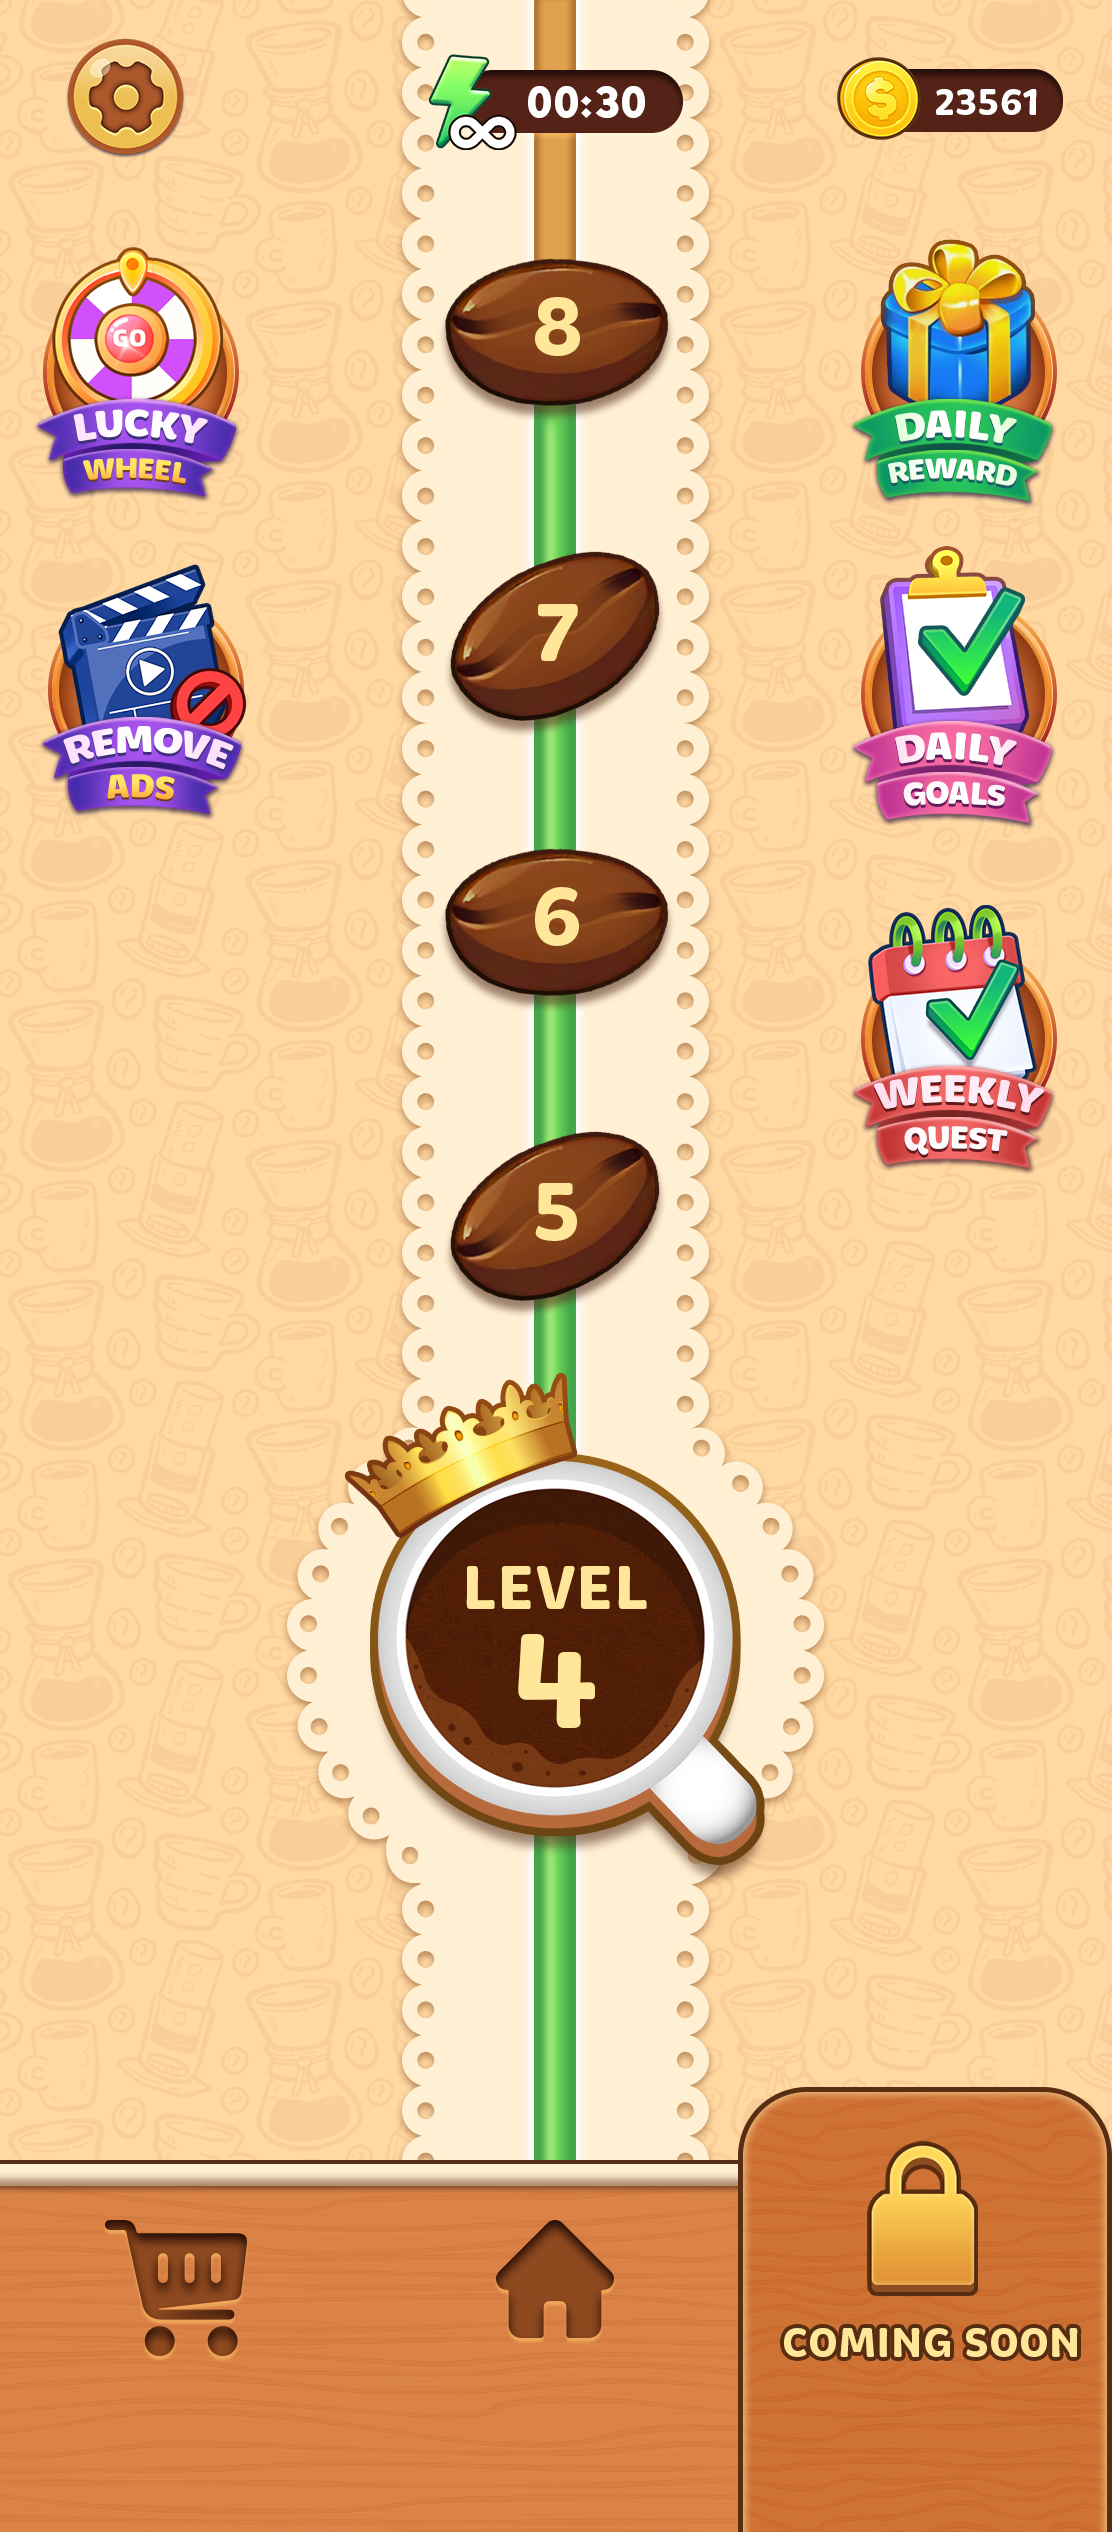 00:30
23561
8
GO
LUCKY
WHEEL
DAILY
REWARD
7
REMOVE
ADS
DAILY
GOALS
6
WEEKLY
QUEST
5
LEVEL
4
COMING SOON